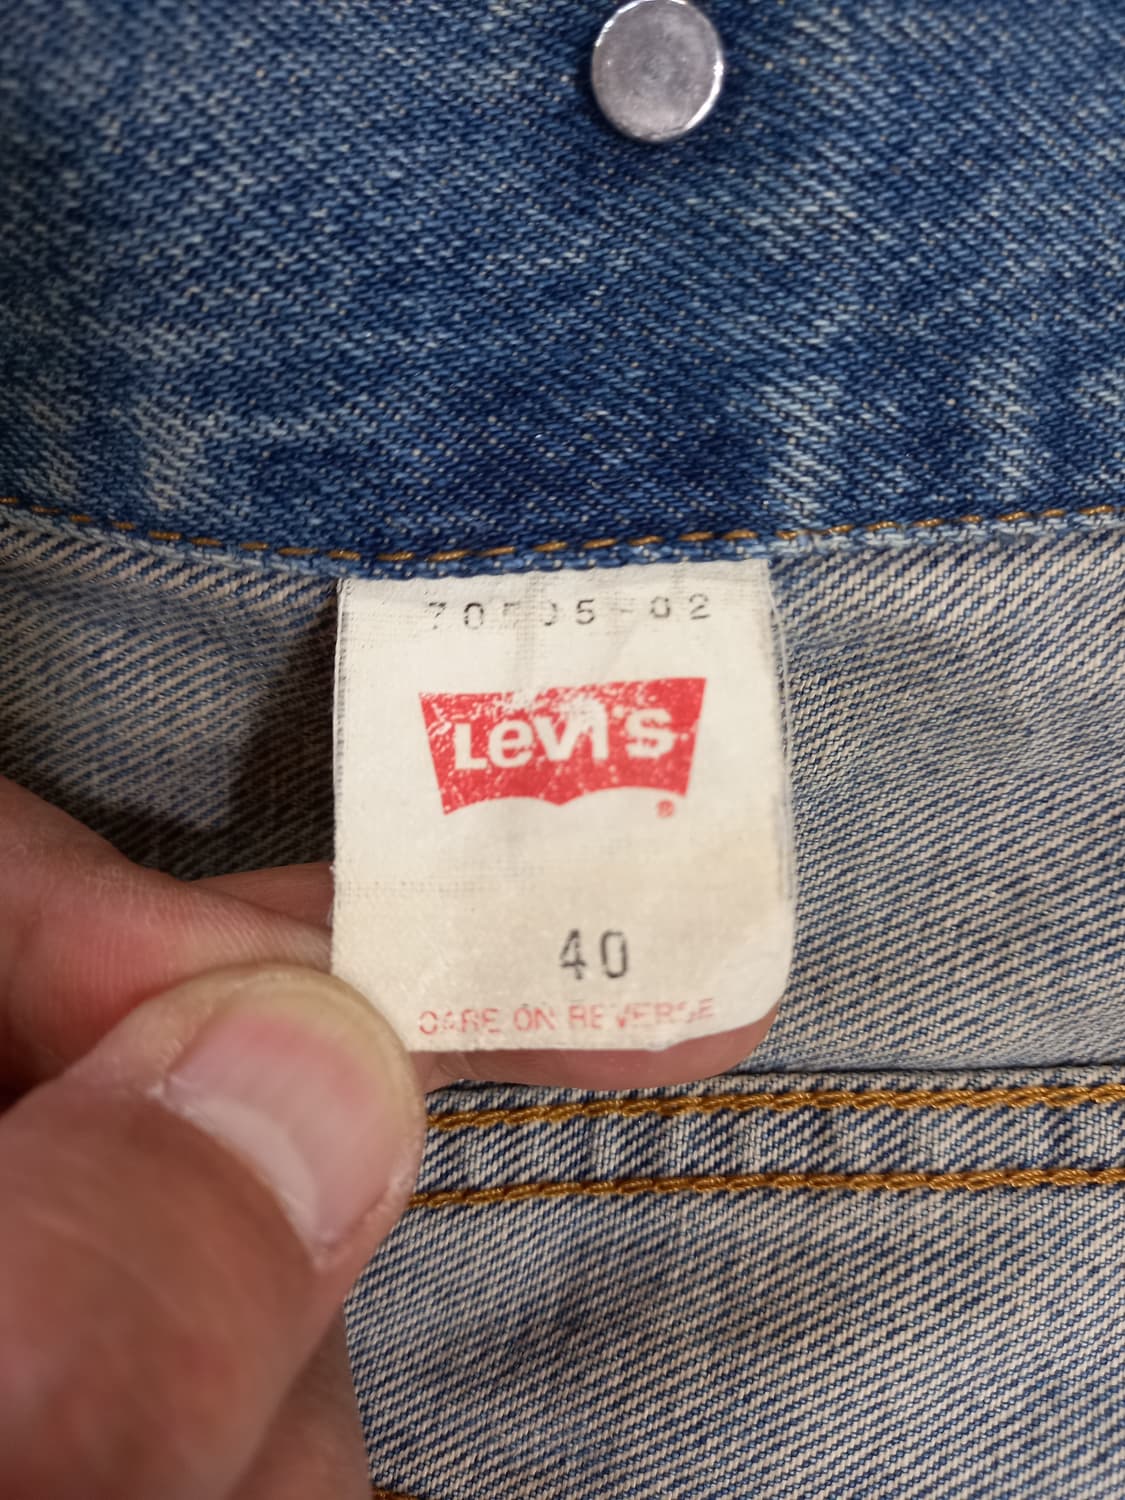 70505-02
LEVI'S
®
40
CARE ON REVERSE